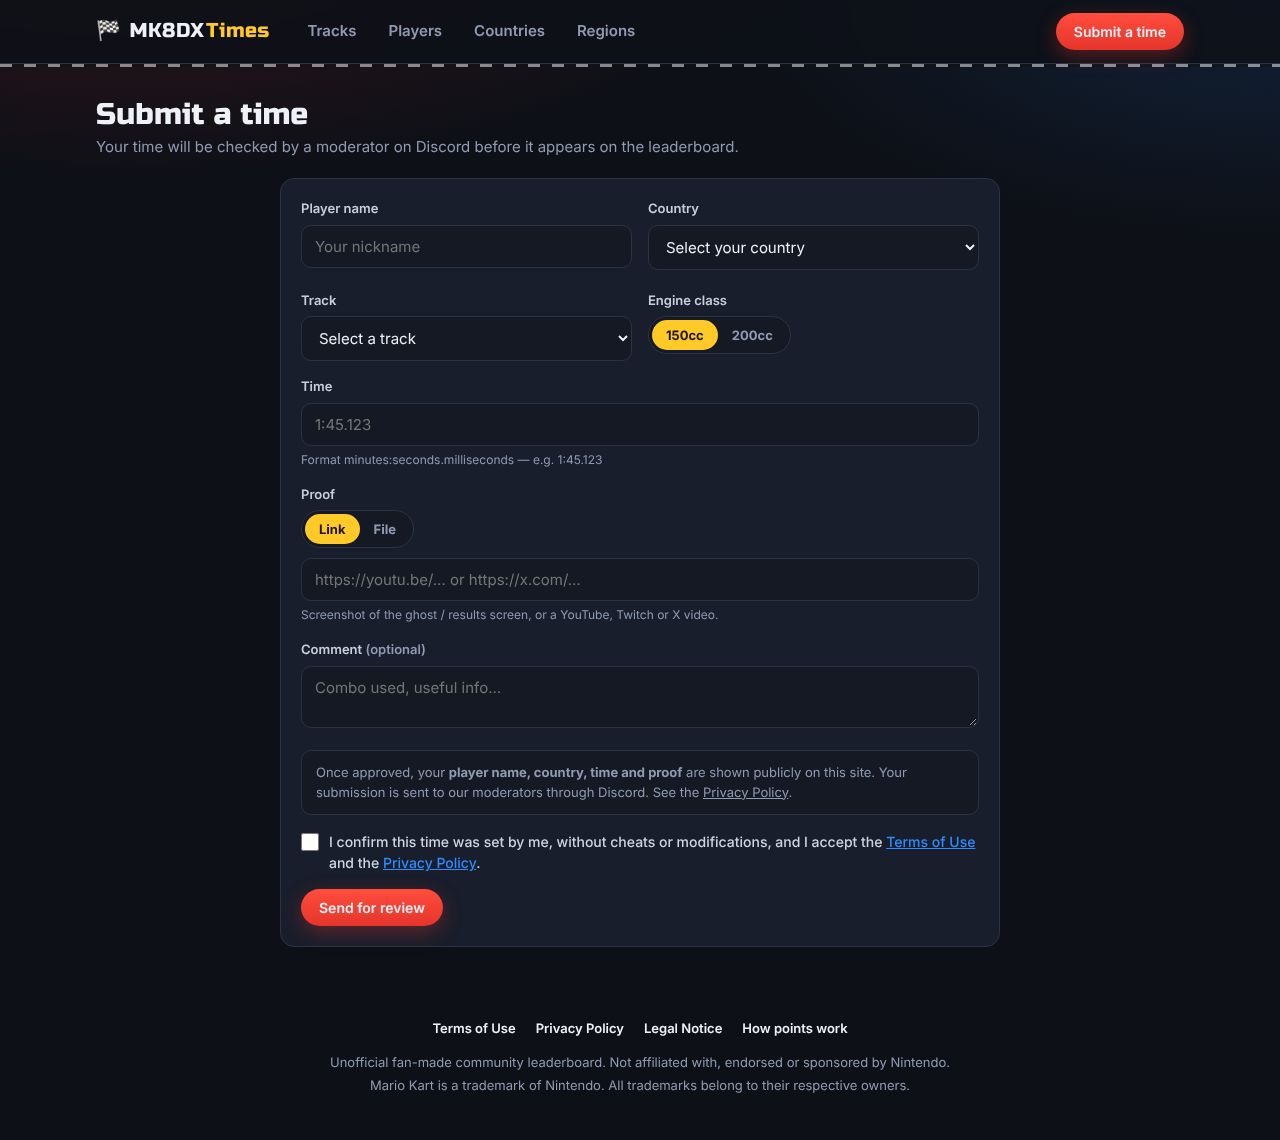 MK8DXTimes
Tracks
Players
Countries
Regions
Submit a time
Submit a time
Your time will be checked by a moderator on Discord before it appears on the leaderboard.
Player name
Country
Your nickname
Select your country
Track
Engine class
Select a track
150cc
200cc
Time
1:45.123
Format minutes:seconds.milliseconds — e.g. 1:45.123
Proof
Link
File
https://youtu.be/... or https://x.com/...
Screenshot of the ghost / results screen, or a YouTube, Twitch or X video.
Comment (optional)
Combo used, useful info...
Once approved, your player name, country, time and proof are shown publicly on this site. Your
submission is sent to our moderators through Discord. See the Privacy Policy.
I confirm this time was set by me, without cheats or modifications, and I accept the Terms of Use
and the Privacy Policy.
Send for review
Terms of Use
Privacy Policy
Legal Notice
How points work
Unofficial fan-made community leaderboard. Not affiliated with, endorsed or sponsored by Nintendo.
Mario Kart is a trademark of Nintendo. All trademarks belong to their respective owners.